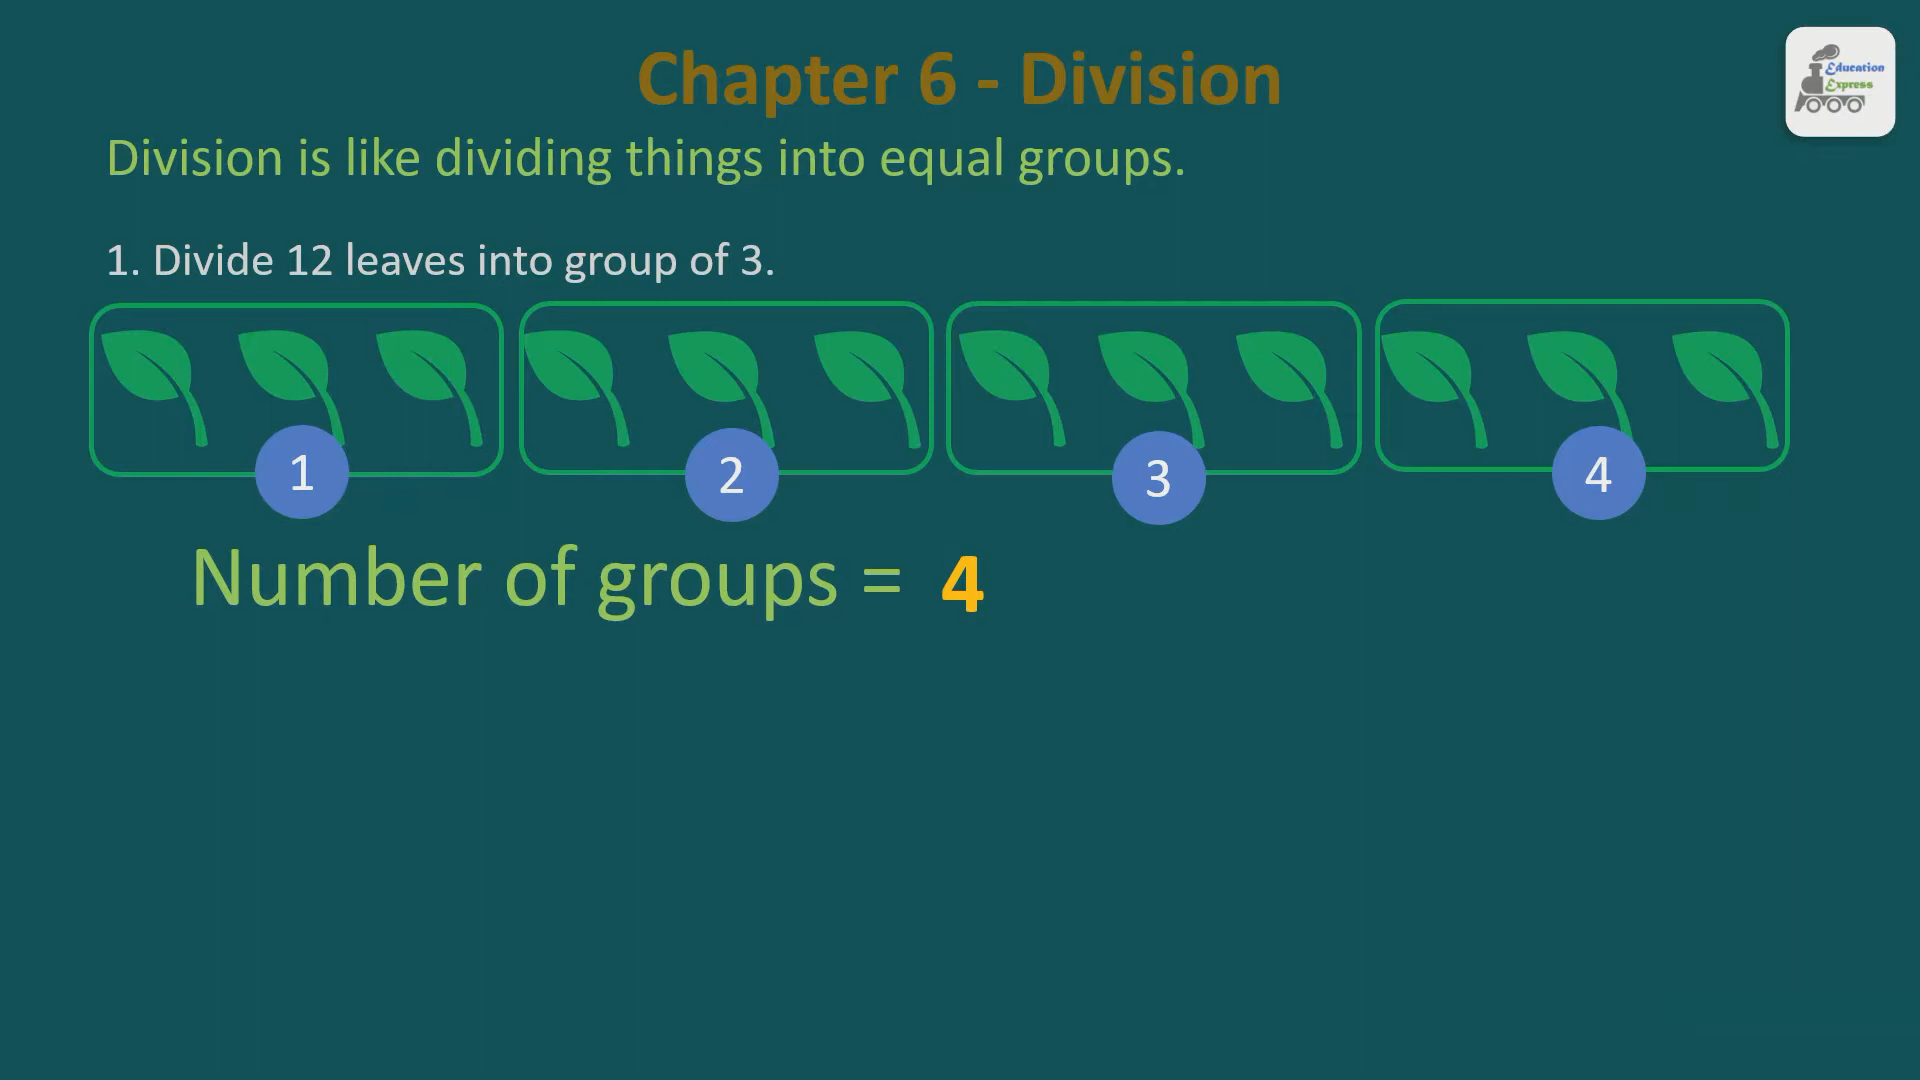 Chapter 6 - Division
Education
Express
Division is like dividing things into equal groups.
1. Divide 12 leaves into group of 3.
1 2 3 4
Number of groups = 4